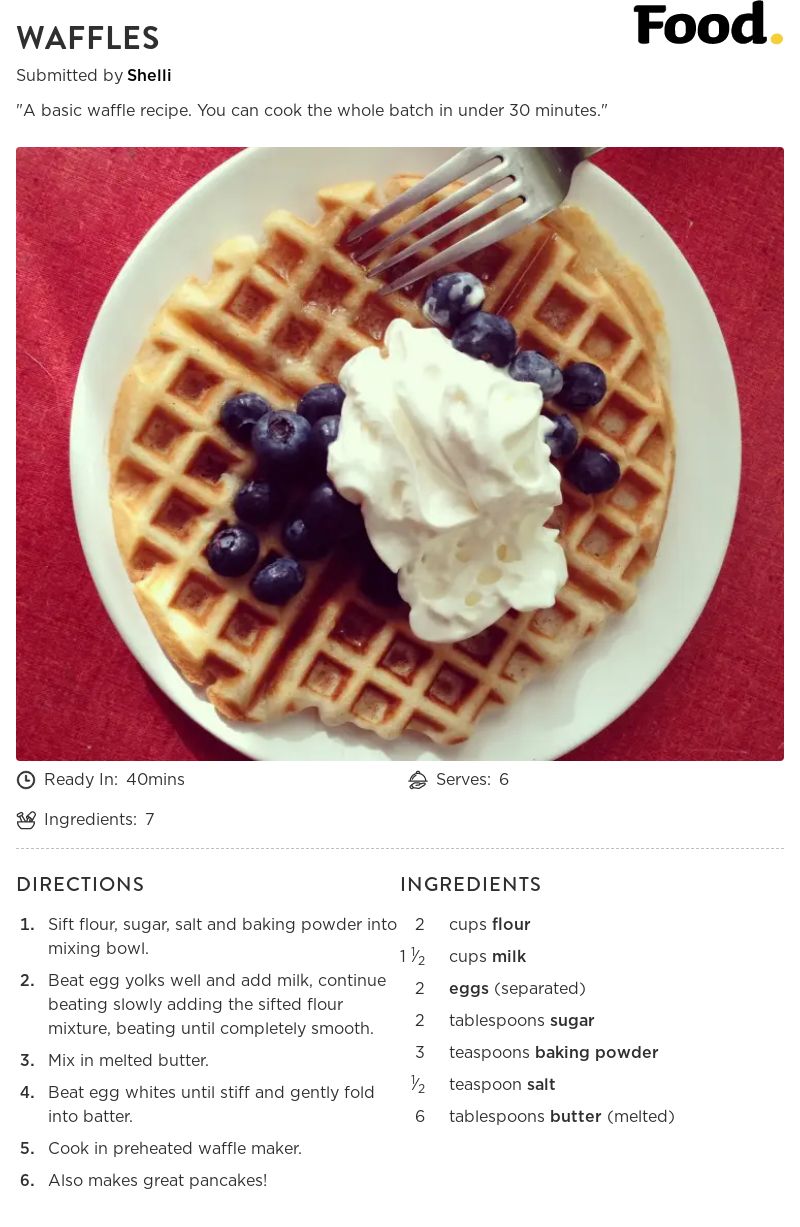 WAFFLES
Food.
Submitted by Shelli
"A basic waffle recipe. You can cook the whole batch in under 30 minutes."
Ready In: 40mins
Serves: 6
Ingredients: 7
DIRECTIONS
1. Sift flour, sugar, salt and baking powder into
mixing bowl.
2. Beat egg yolks well and add milk, continue
beating slowly adding the sifted flour
mixture, beating until completely smooth.
3. Mix in melted butter.
4. Beat egg whites until stiff and gently fold
into batter.
5. Cook in preheated waffle maker.
6. Also makes great pancakes!
INGREDIENTS
2 cups flour
1 1⁄2 cups milk
2 eggs (separated)
2 tablespoons sugar
3 teaspoons baking powder
1⁄2 teaspoon salt
6 tablespoons butter (melted)